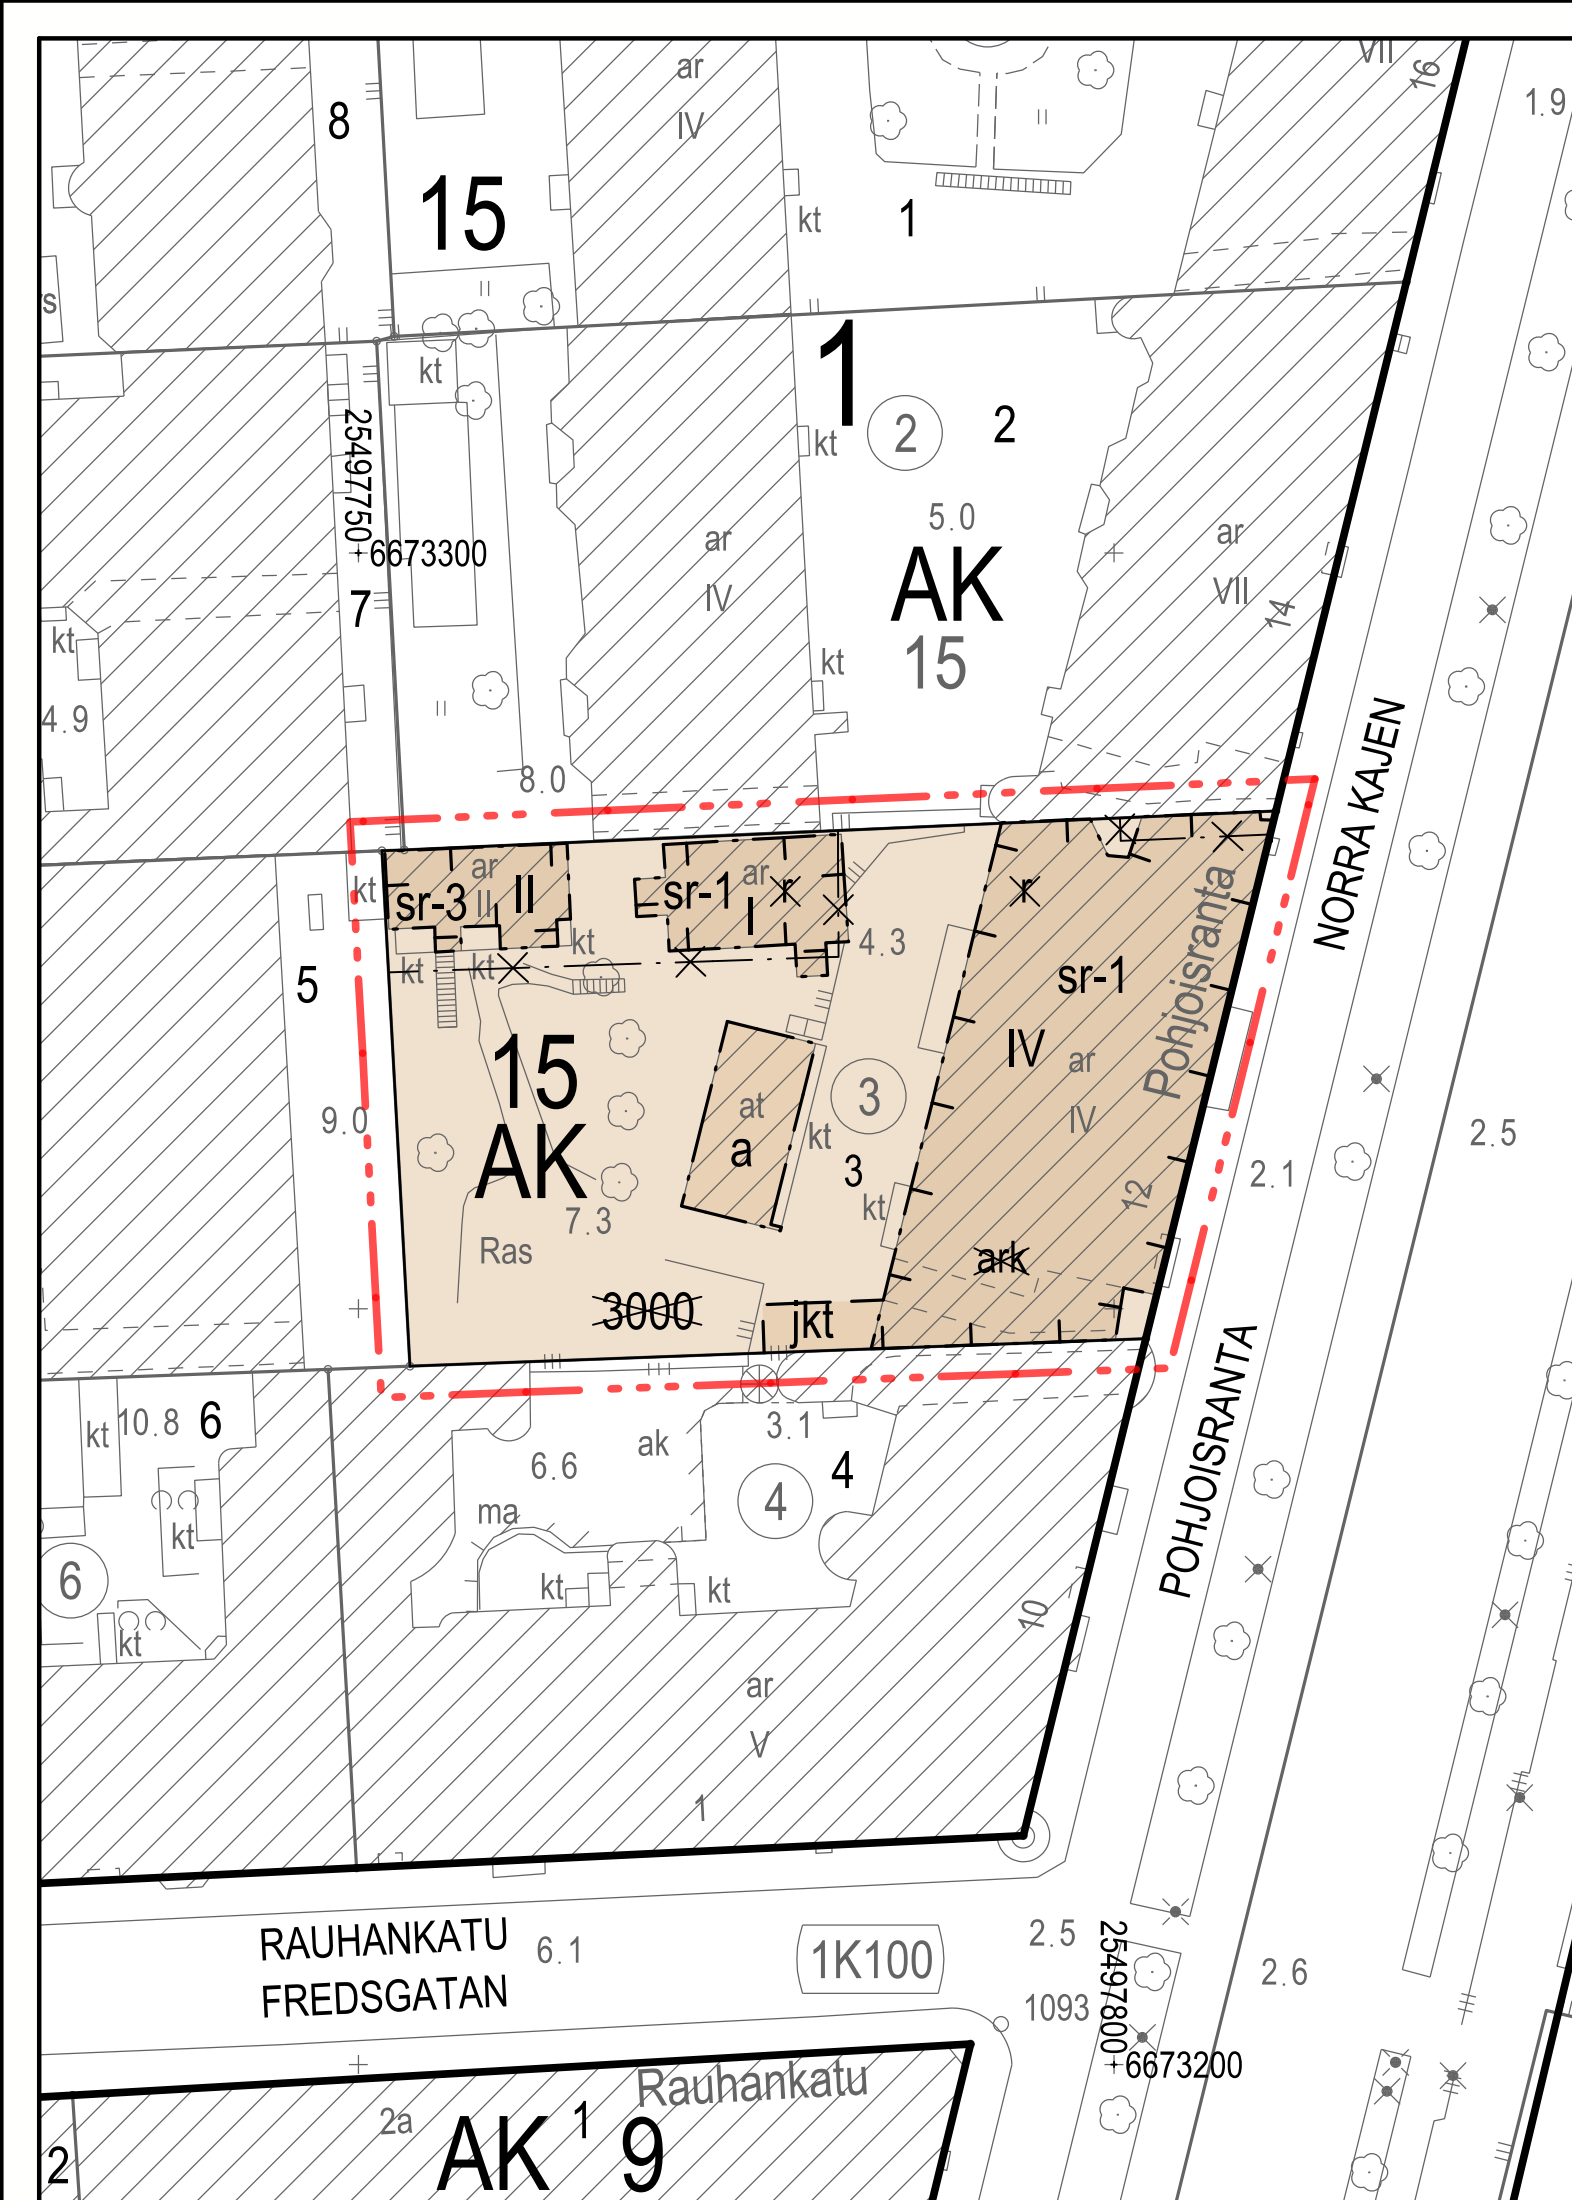 VII
16
1.9
ar
IV
8
15
kt
1
rs
kt
1
2
kt
2
25497750
6673300
5.0
ar
IV
AK
15
ar
VII
14
7
kt
kt
4.9
8.0
NORRA KAJEN
kt
ar
II
sr-3
II
sr-1
ar
r
I
r
kt
kt
kt
4.3
sr-1
Pohjoisranta
5
15
AK
IV
ar
IV
at
a
kt
3
3
9.0
2.5
2.1
12
kt
7.3
Ras
ark
3000
jkt
POHJOISRANTA
kt
10.8
6
ak
3.1
6.6
4
4
ma
kt
6
kt
kt
kt
10
ar
V
1
RAUHANKATU
FREDSGATAN
6.1
1K100
2.5
25497800
2.6
1093
6673200
Rauhankatu
2a
AK
1
9
2